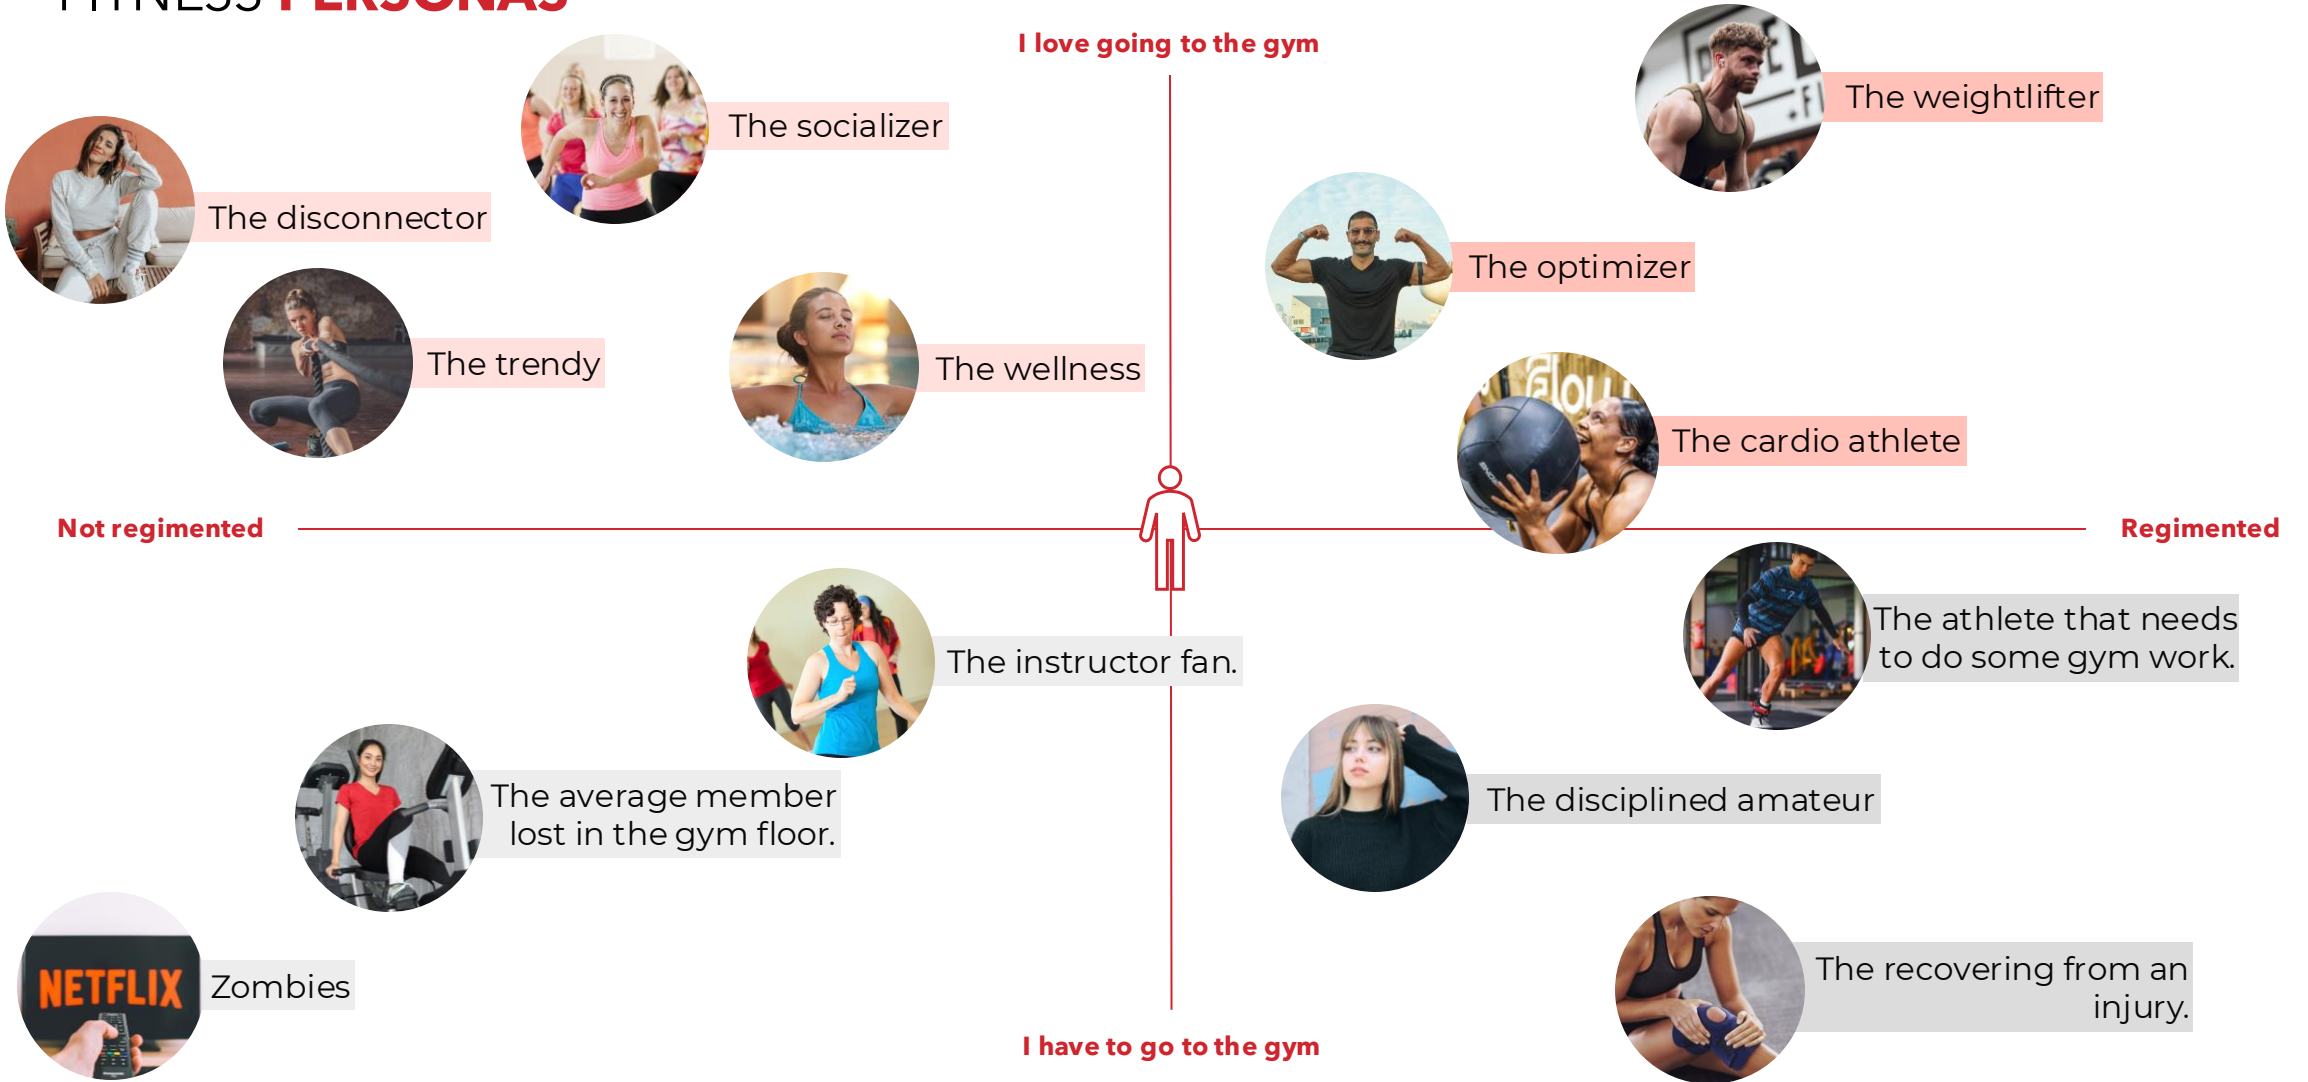 FITNESS PERSONAS
I love going to the gym
The weightlifter
The socializer
The disconnector
The optimizer
The trendy
The wellness
The cardio athlete
Not regimented
Regimented
The athlete that needs
to do some gym work.
The instructor fan.
The average member
lost in the gym floor.
The disciplined amateur
NETFLIX
Zombies
The recovering from an
injury.
I have to go to the gym